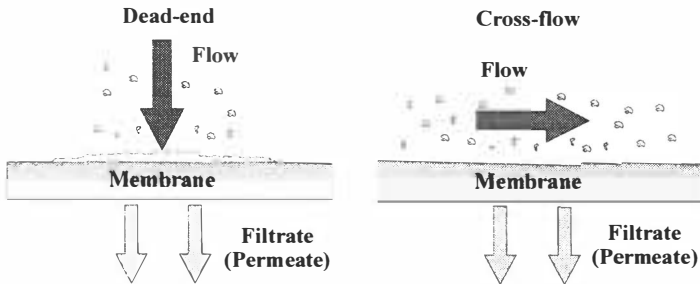 Dead-end
Flow
Membrane
Filtrate
(Permeate)
Cross-flow
Flow
Membrane
Filtrate
(Permeate)